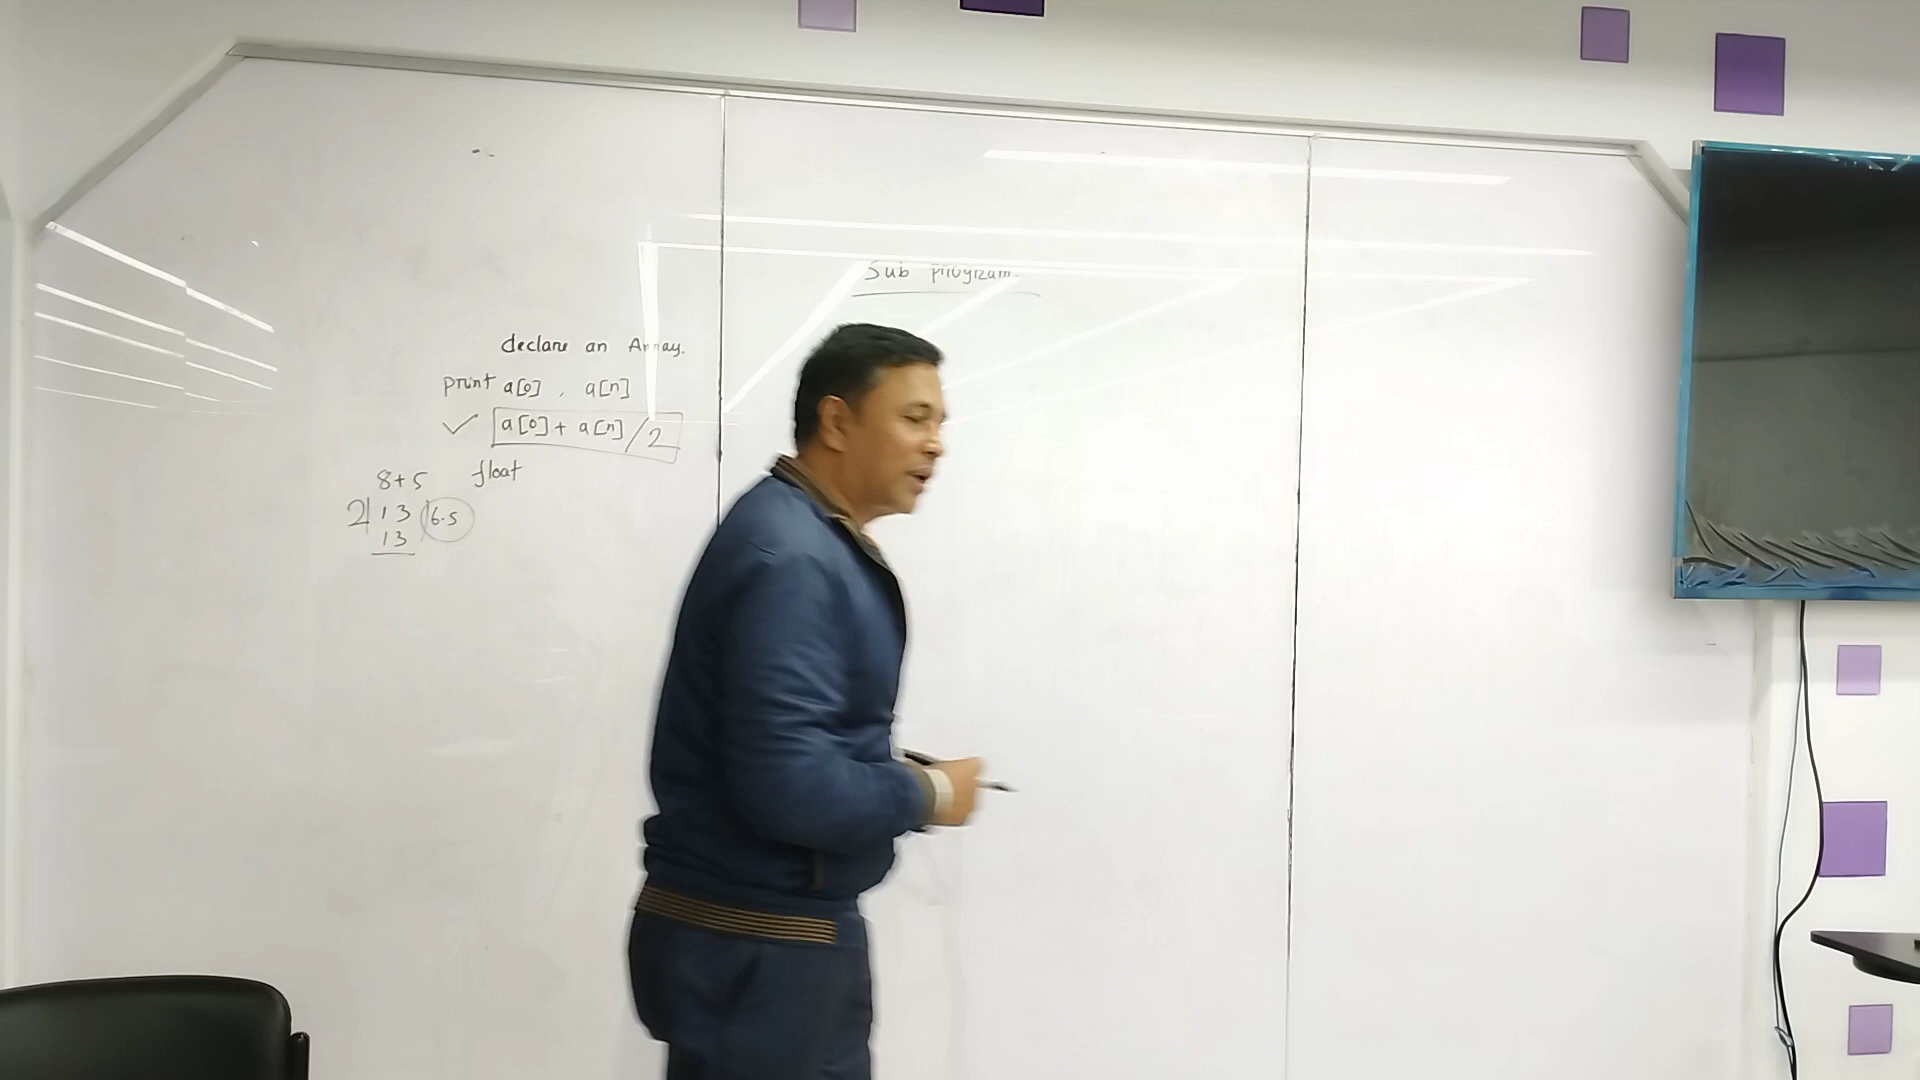 Sub program
declare an Array.
print a[0] , a[n]
✓ a[0] + a[n] / 2
8+5 float
2 | 13 | 6.5
13